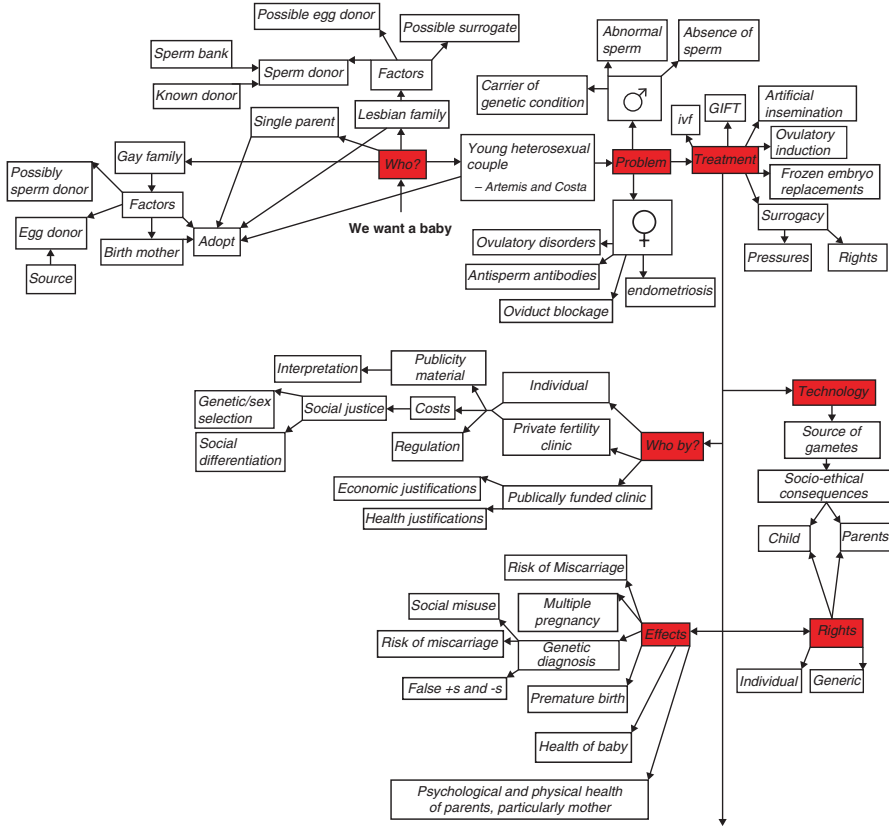 Possible egg donor
Possible surrogate
Sperm bank
Sperm donor
Factors
Known donor
Single parent
Lesbian family
Gay family
Who?
Young heterosexual
couple
– Artemis and Costa
Possibly
sperm donor
Factors
Egg donor
Birth mother
Adopt
We want a baby
Source
Abnormal
sperm
Absence of
sperm
Carrier of
genetic condition
♂
Problem
Treatment
ivf
GIFT
Artificial
insemination
Ovulatory
induction
Frozen embryo
replacements
Surrogacy
Pressures
Rights
♀
Ovulatory disorders
Antisperm antibodies
endometriosis
Oviduct blockage
Interpretation
Publicity
material
Individual
Genetic/sex
selection
Social justice
Costs
Private fertility
clinic
Who by?
Social
differentiation
Regulation
Economic justifications
Publically funded clinic
Health justifications
Technology
Source of
gametes
Socio-ethical
consequences
Child
Parents
Risk of Miscarriage
Social misuse
Multiple
pregnancy
Effects
Rights
Risk of miscarriage
Genetic
diagnosis
False +s and -s
Premature birth
Individual
Generic
Health of baby
Psychological and physical health
of parents, particularly mother